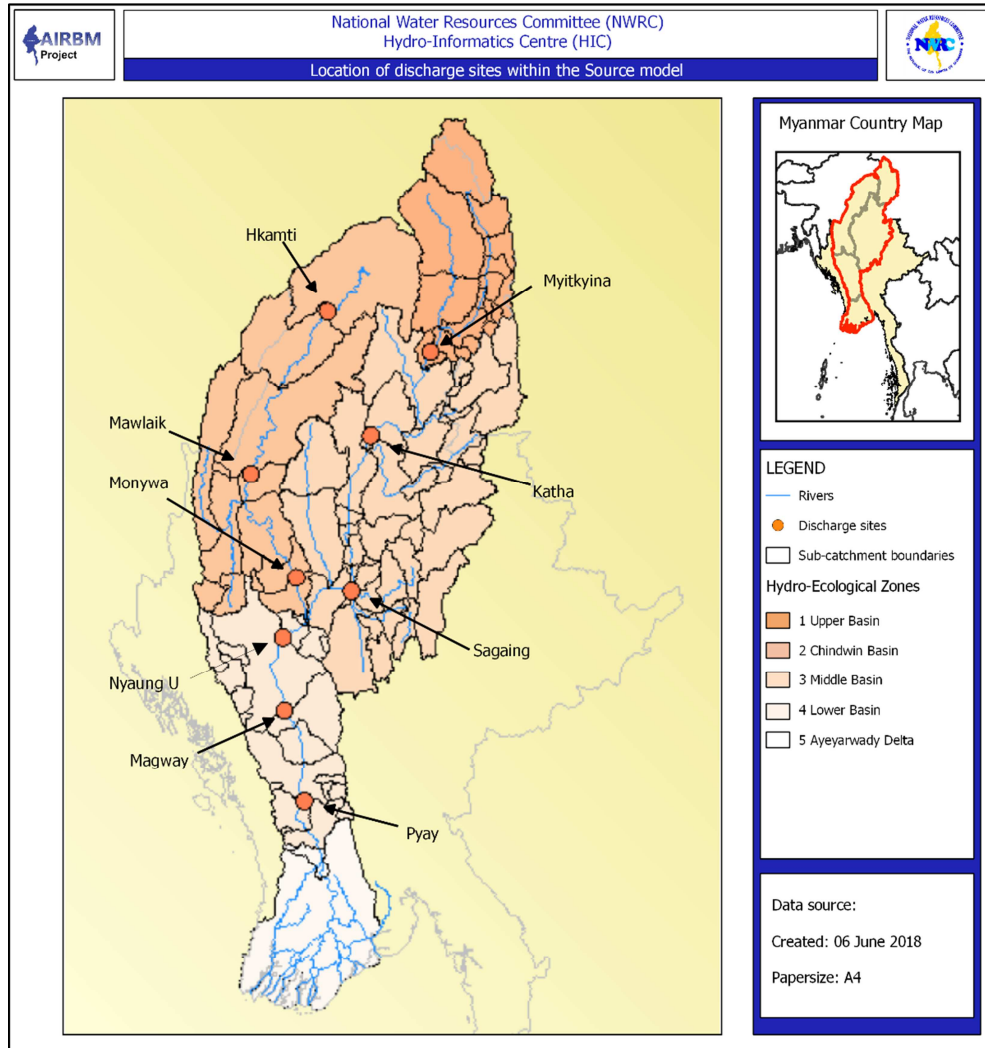 AIRBM
Project
National Water Resources Committee (NWRC)
Hydro-Informatics Centre (HIC)
Location of discharge sites within the Source model
NWRC
Hkamti
Myitkyina
Mawlaik
Monywa
Katha
Sagaing
Nyaung U
Magway
Pyay
Myanmar Country Map
LEGEND
Rivers
Discharge sites
Sub-catchment boundaries
Hydro-Ecological Zones
1 Upper Basin
2 Chindwin Basin
3 Middle Basin
4 Lower Basin
5 Ayeyarwady Delta
Data source:
Created: 06 June 2018
Papersize: A4